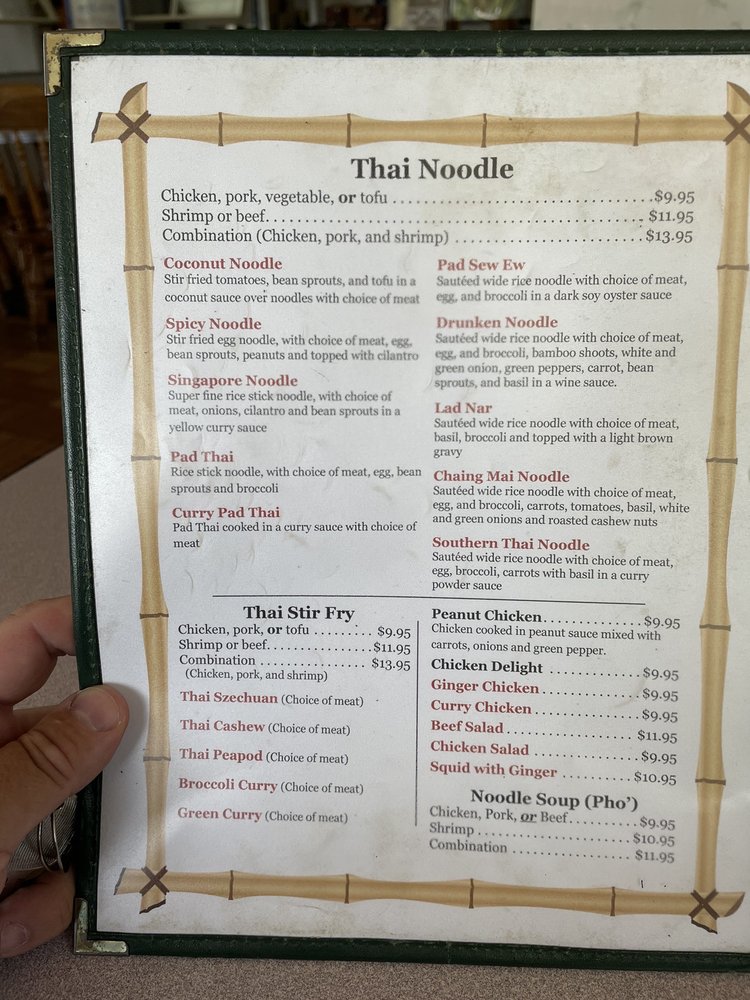 Thai Noodle
Chicken, pork, vegetable, or tofu ................................ $9.95
Shrimp or beef................................................ $11.95
Combination (Chicken, pork, and shrimp) ........................ $13.95
Coconut Noodle
Stir fried tomatoes, bean sprouts, and tofu in a
coconut sauce over noodles with choice of meat
Spicy Noodle
Stir fried egg noodle, with choice of meat, egg,
bean sprouts, peanuts and topped with cilantro
Singapore Noodle
Super fine rice stick noodle, with choice of
meat, onions, cilantro and bean sprouts in a
yellow curry sauce
Pad Thai
Rice stick noodle, with choice of meat, egg, bean
sprouts and broccoli
Curry Pad Thai
Pad Thai cooked in a curry sauce with choice of
meat
Pad Sew Ew
Sautéed wide rice noodle with choice of meat,
egg, and broccoli in a dark soy oyster sauce
Drunken Noodle
Sautéed wide rice noodle with choice of meat,
egg, and broccoli, bamboo shoots, white and
green onion, green peppers, carrot, bean
sprouts, and basil in a wine sauce.
Lad Nar
Sautéed wide rice noodle with choice of meat,
basil, broccoli and topped with a light brown
gravy
Chaing Mai Noodle
Sautéed wide rice noodle with choice of meat,
egg, and broccoli, carrots, tomatoes, basil, white
and green onions and roasted cashew nuts
Southern Thai Noodle
Sautéed wide rice noodle with choice of meat,
egg, broccoli, carrots with basil in a curry
powder sauce
Thai Stir Fry
Chicken, pork, or tofu ......... $9.95
Shrimp or beef................ $11.95
Combination ................. $13.95
(Chicken, pork, and shrimp)
Thai Szechuan (Choice of meat)
Thai Cashew (Choice of meat)
Thai Peapod (Choice of meat)
Broccoli Curry (Choice of meat)
Green Curry (Choice of meat)
Peanut Chicken.............. $9.95
Chicken cooked in peanut sauce mixed with
carrots, onions and green pepper.
Chicken Delight ............. $9.95
Ginger Chicken .............. $9.95
Curry Chicken ............... $9.95
Beef Salad .................. $11.95
Chicken Salad ............... $9.95
Squid with Ginger .......... $10.95
Noodle Soup (Pho')
Chicken, Pork, or Beef.......... $9.95
Shrimp ...................... $10.95
Combination ................. $11.95